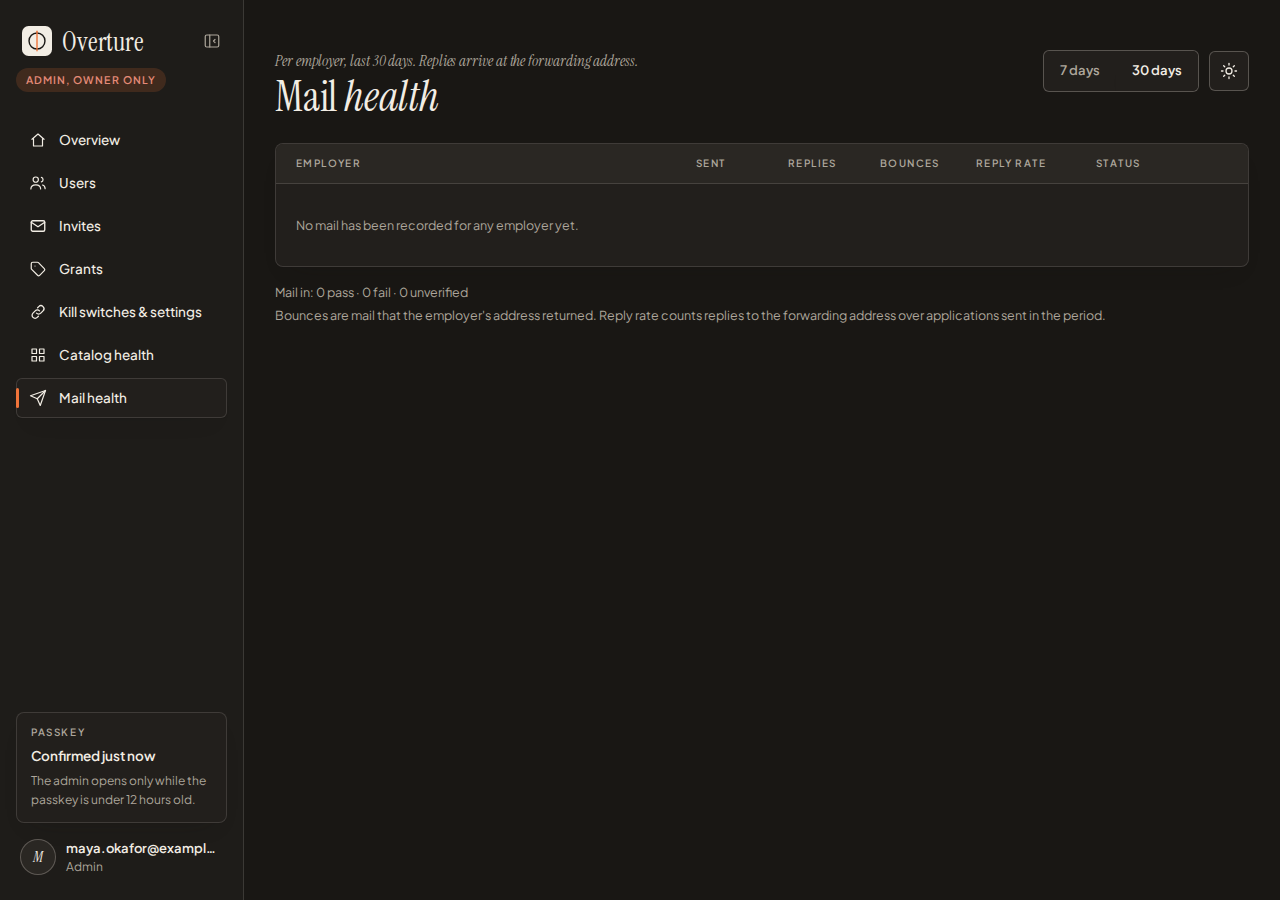 Overture
ADMIN, OWNER ONLY
Overview
Users
Invites
Grants
Kill switches & settings
Catalog health
Mail health
PASSKEY
Confirmed just now
The admin opens only while the
passkey is under 12 hours old.
M
maya.okafor@exampl...
Admin
Per employer, last 30 days. Replies arrive at the forwarding address.
Mail health
7 days 30 days
EMPLOYER SENT REPLIES BOUNCES REPLY RATE STATUS
No mail has been recorded for any employer yet.
Mail in: 0 pass · 0 fail · 0 unverified
Bounces are mail that the employer's address returned. Reply rate counts replies to the forwarding address over applications sent in the period.